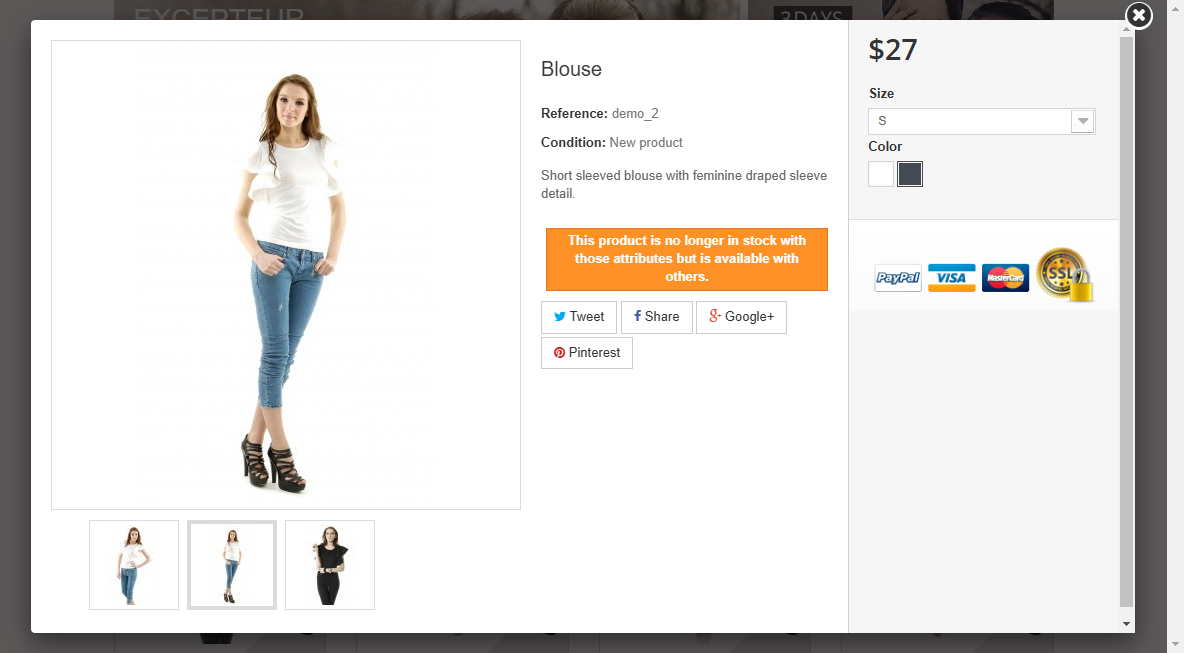 EXCEPTEUR
3 DAYS
$27
Blouse
Size
Reference: demo_2
S
Condition: New product
Color
Short sleeved blouse with feminine draped sleeve
detail.
This product is no longer in stock with
those attributes but is available with
others.
PayPal
VISA
MasterCard
SSL
Tweet
Share
Google+
Pinterest